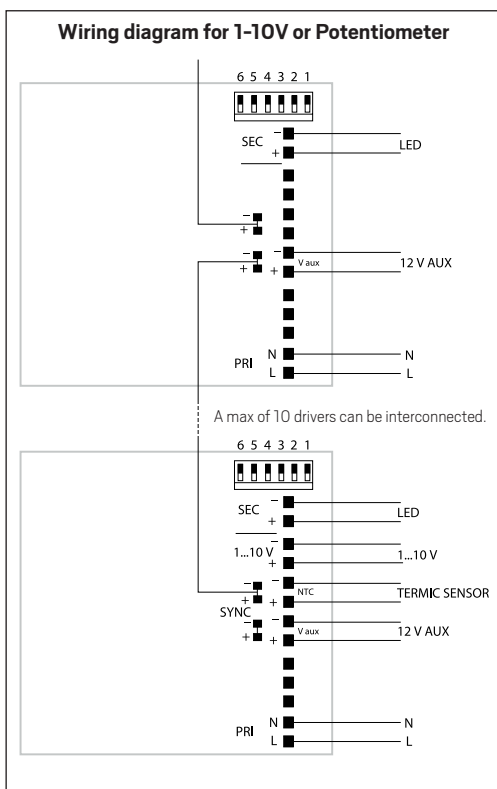 Wiring diagram for 1-10V or Potentiometer
6 5 4 3 2 1
SEC
-
+
LED
-
+
-
+
-
+
V aux
12 V AUX
PRI
N
L
N
L
A max of 10 drivers can be interconnected.
6 5 4 3 2 1
SEC
-
+
LED
1...10 V
-
+
1...10 V
-
+
SYNC
-
+
NTC
TERMIC SENSOR
-
+
-
+
V aux
12 V AUX
PRI
N
L
N
L